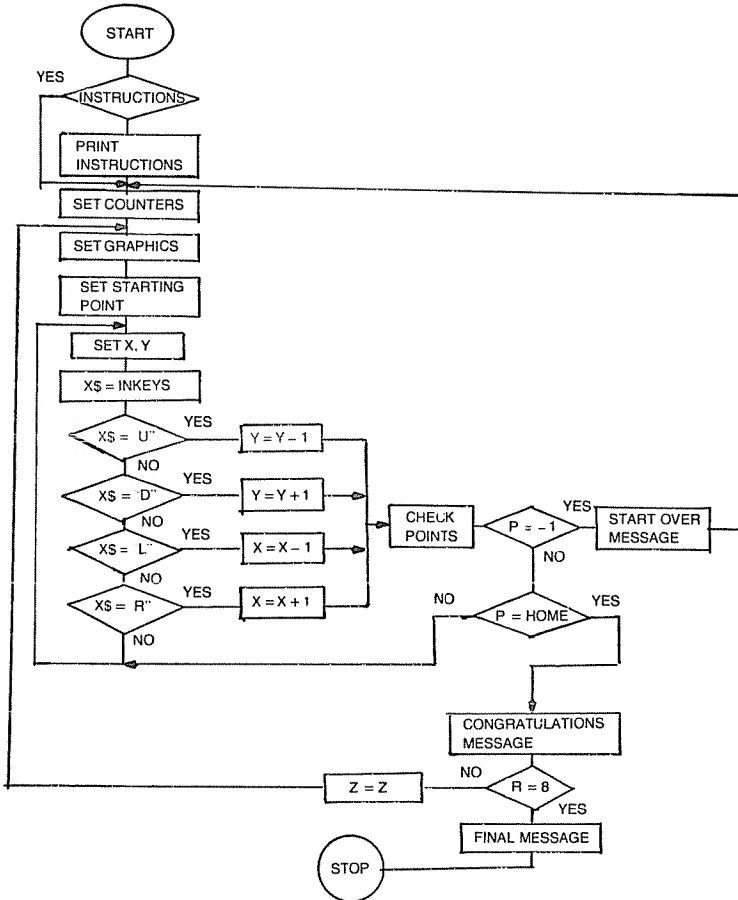 START
YES
INSTRUCTIONS
PRINT
INSTRUCTIONS
SET COUNTERS
SET GRAPHICS
SET STARTING
POINT
SET X, Y
X$ = INKEYS
X$ = U"
YES
Y = Y − 1
NO
X$ = "D"
YES
Y = Y + 1
NO
X$ = "L"
YES
X = X − 1
NO
X$ = R"
YES
X = X + 1
NO
CHECK
POINTS
P = −1
YES
START OVER
MESSAGE
NO
NO
P = HOME
YES
CONGRATULATIONS
MESSAGE
NO
R = 8
Z = Z
YES
FINAL MESSAGE
STOP